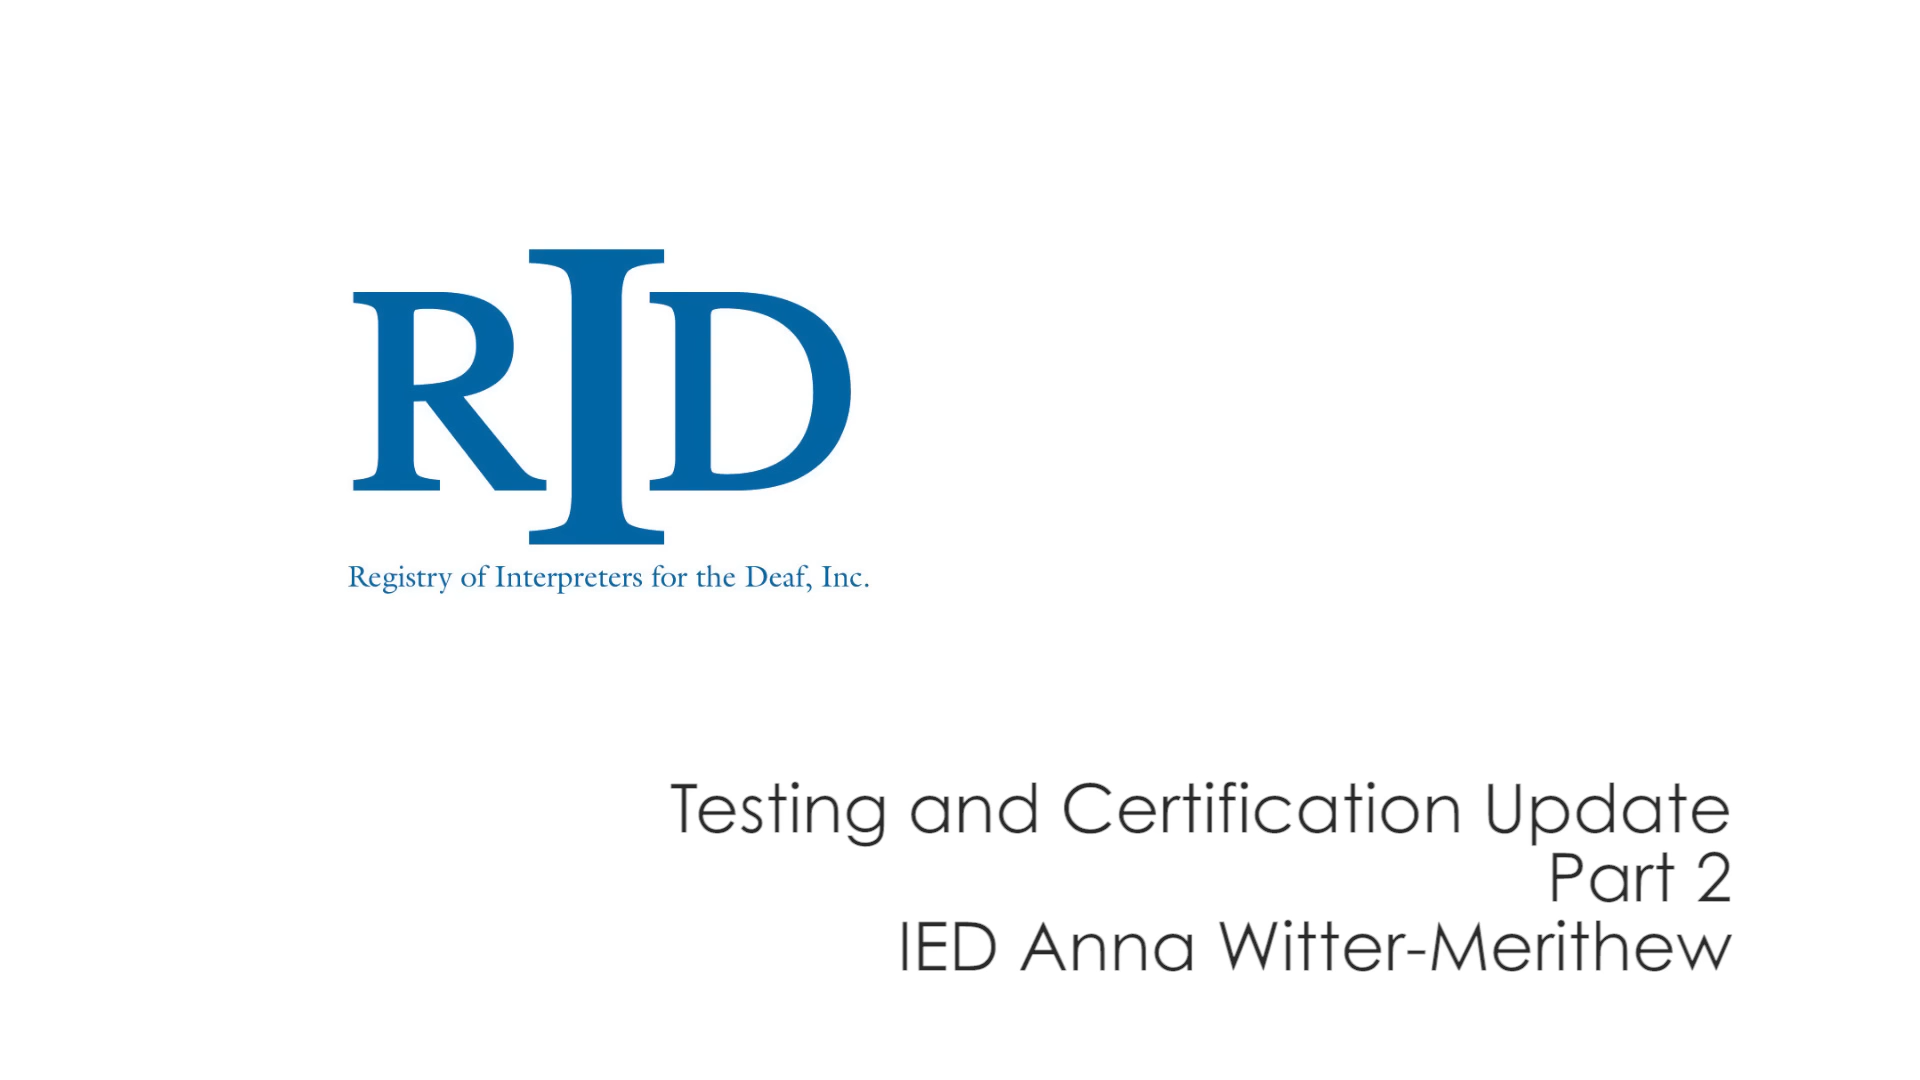 RID
Registry of Interpreters for the Deaf, Inc.
Testing and Certification Update
Part 2
IED Anna Witter-Merithew